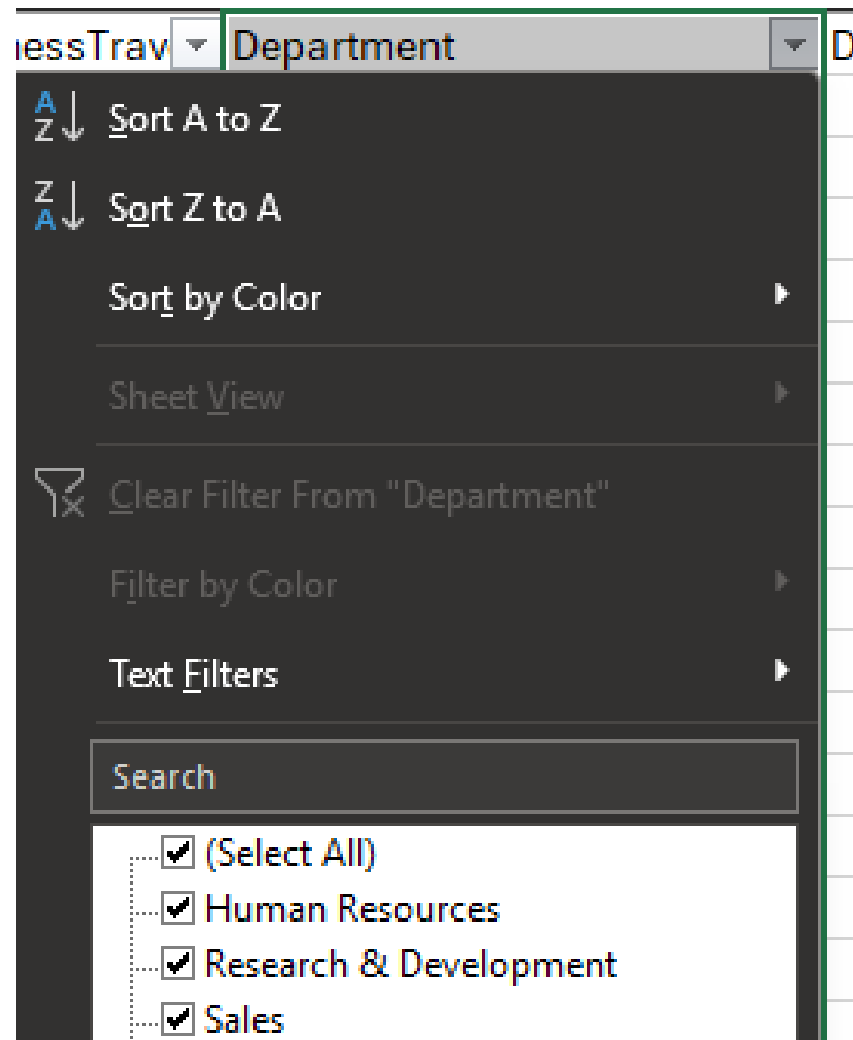 nessTrav Department D
Sort A to Z
Sort Z to A
Sort by Color
Sheet View
Clear Filter From "Department"
Filter by Color
Text Filters
Search
(Select All)
Human Resources
Research & Development
Sales